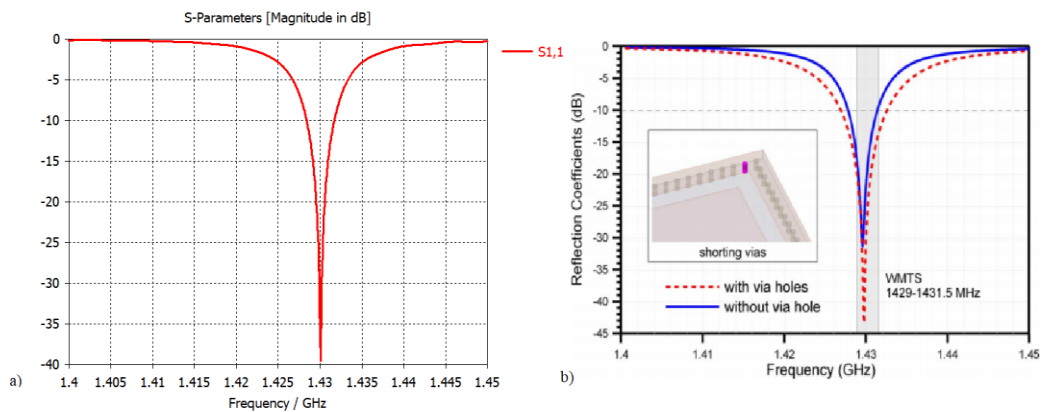 S-Parameters [Magnitude in dB]
0
-5
-10
-15
-20
-25
-30
-35
-40
1.4 1.405 1.41 1.415 1.42 1.425 1.43 1.435 1.44 1.445 1.45
Frequency / GHz
S1,1
a)
Reflection Coefficients (dB)
0
-5
-10
-15
-20
-25
-30
-35
-40
-45
shorting vias
with via holes
without via hole
WMTS
1429-1431.5 MHz
1.4 1.41 1.42 1.43 1.44 1.45
Frequency (GHz)
b)